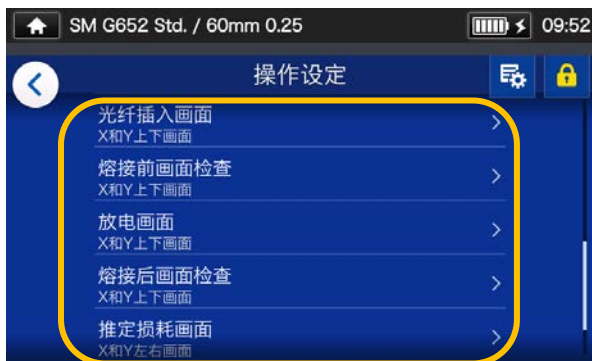 SM G652 Std. / 60mm 0.25
09:52
操作设定
光纤插入画面
X和Y上下画面
熔接前画面检查
X和Y上下画面
放电画面
X和Y上下画面
熔接后画面检查
X和Y上下画面
推定损耗画面
X和Y左右画面